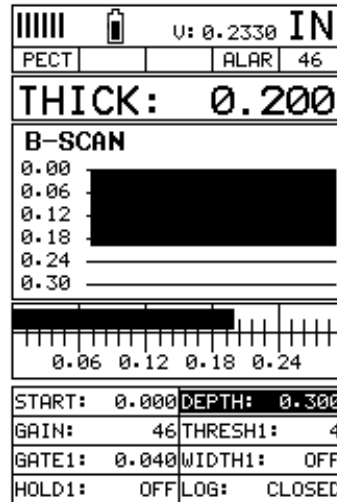 V: 0.2330 IN
PECT ALAR 46
THICK: 0.200
B-SCAN
0.00
0.06
0.12
0.18
0.24
0.30
0.06 0.12 0.18 0.24
START: 0.000 DEPTH: 0.300
GAIN: 46 THRESH1: 4
GATE1: 0.040 WIDTH1: OFF
HOLD1: OFF LOG: CLOSED